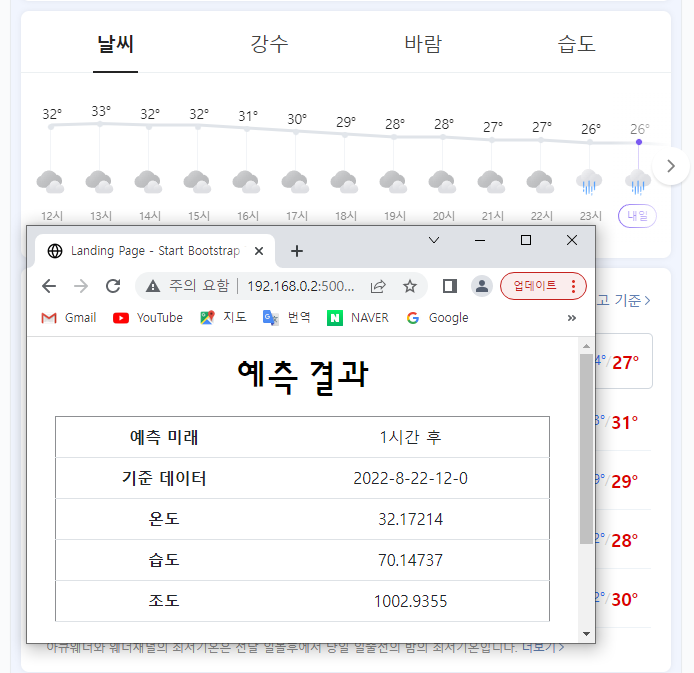 날씨 강수 바람 습도
32° 33° 32° 32° 31° 30° 29° 28° 28° 27° 27° 26° 26°
12시 13시 14시 15시 16시 17시 18시 19시 20시 21시 22시 23시 내일
Landing Page - Start Bootstrap
주의 요함 192.168.0.2:500... 업데이트
Gmail YouTube 지도 번역 NAVER Google »
고 기준 >
예측 결과
4°/27°
예측 미래 1시간 후
3°/31°
기준 데이터 2022-8-22-12-0
9°/29°
온도 32.17214
2°/28°
습도 70.14737
2°/30°
조도 1002.9355
아큐웨더와 웨더채널의 최저기온은 전날 일몰후에서 당일 일출전의 밤의 최저기온입니다. 더보기 >